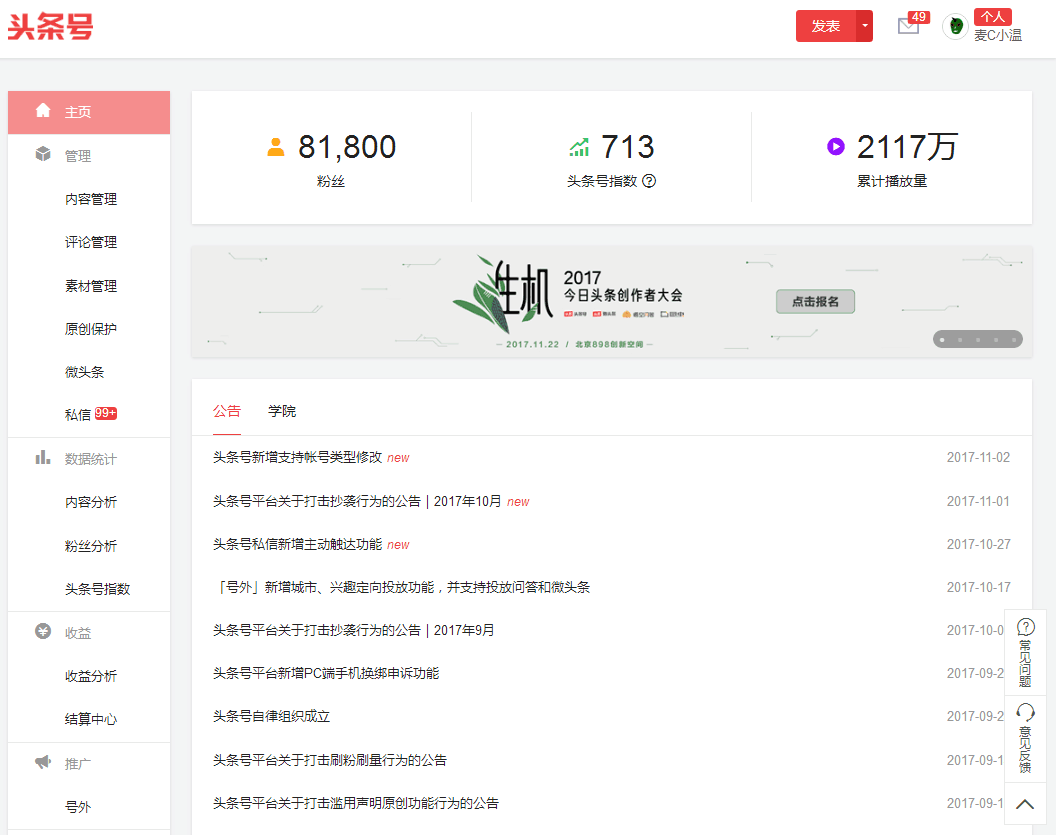 头条号
发表
49
个人
麦C小温
主页
管理
内容管理
评论管理
素材管理
原创保护
微头条
私信 99+
数据统计
内容分析
粉丝分析
头条号指数
收益
收益分析
结算中心
推广
号外
81,800
粉丝
713
头条号指数
2117万
累计播放量
生机
2017
今日头条创作者大会
点击报名
2017.11.22 / 北京898创新空间
公告 学院
头条号新增支持帐号类型修改 new 2017-11-02
头条号平台关于打击抄袭行为的公告 | 2017年10月 new 2017-11-01
头条号私信新增主动触达功能 new 2017-10-27
「号外」新增城市、兴趣定向投放功能，并支持投放问答和微头条 2017-10-17
头条号平台关于打击抄袭行为的公告 | 2017年9月 2017-10-0
头条号平台新增PC端手机换绑申诉功能 2017-09-2
头条号自律组织成立 2017-09-2
头条号平台关于打击刷粉刷量行为的公告 2017-09-1
头条号平台关于打击滥用声明原创功能行为的公告 2017-09-1
常见问题
意见反馈